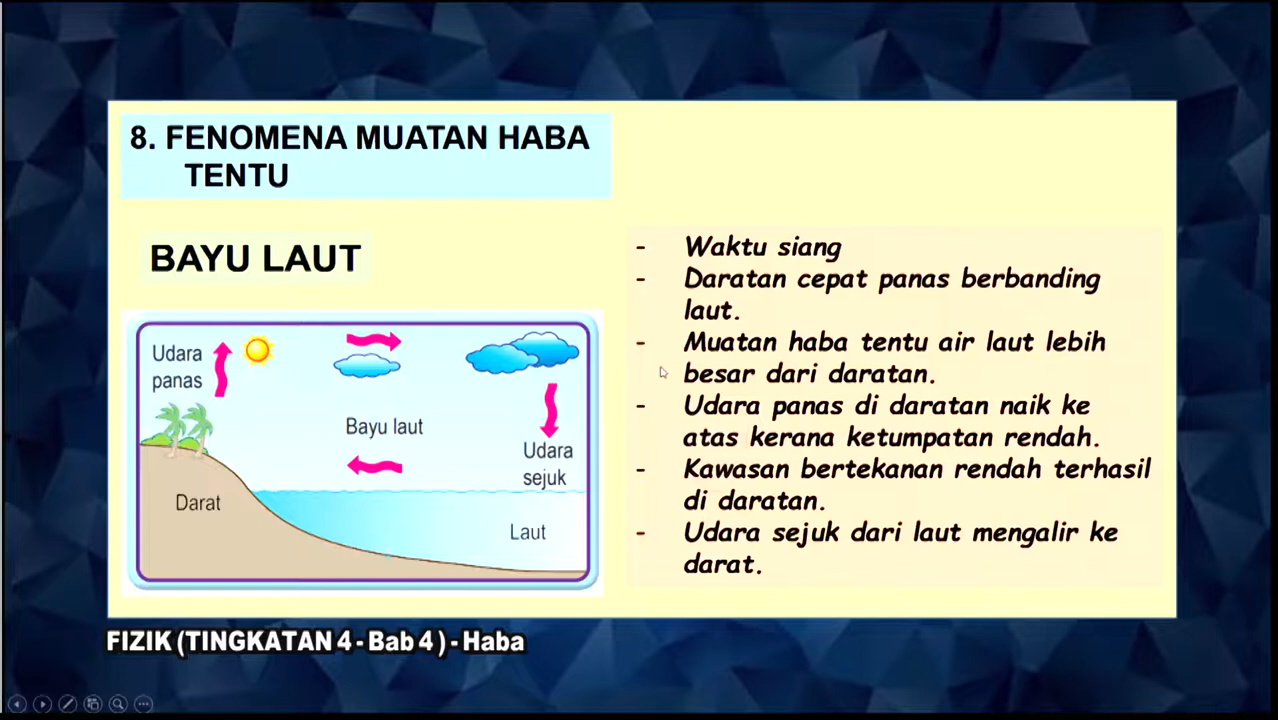 8. FENOMENA MUATAN HABA
TENTU
BAYU LAUT
Udara
panas
Bayu laut
Udara
sejuk
Darat
Laut
- Waktu siang
- Daratan cepat panas berbanding
laut.
- Muatan haba tentu air laut lebih
besar dari daratan.
- Udara panas di daratan naik ke
atas kerana ketumpatan rendah.
- Kawasan bertekanan rendah terhasil
di daratan.
- Udara sejuk dari laut mengalir ke
darat.
FIZIK (TINGKATAN 4 - Bab 4 ) - Haba